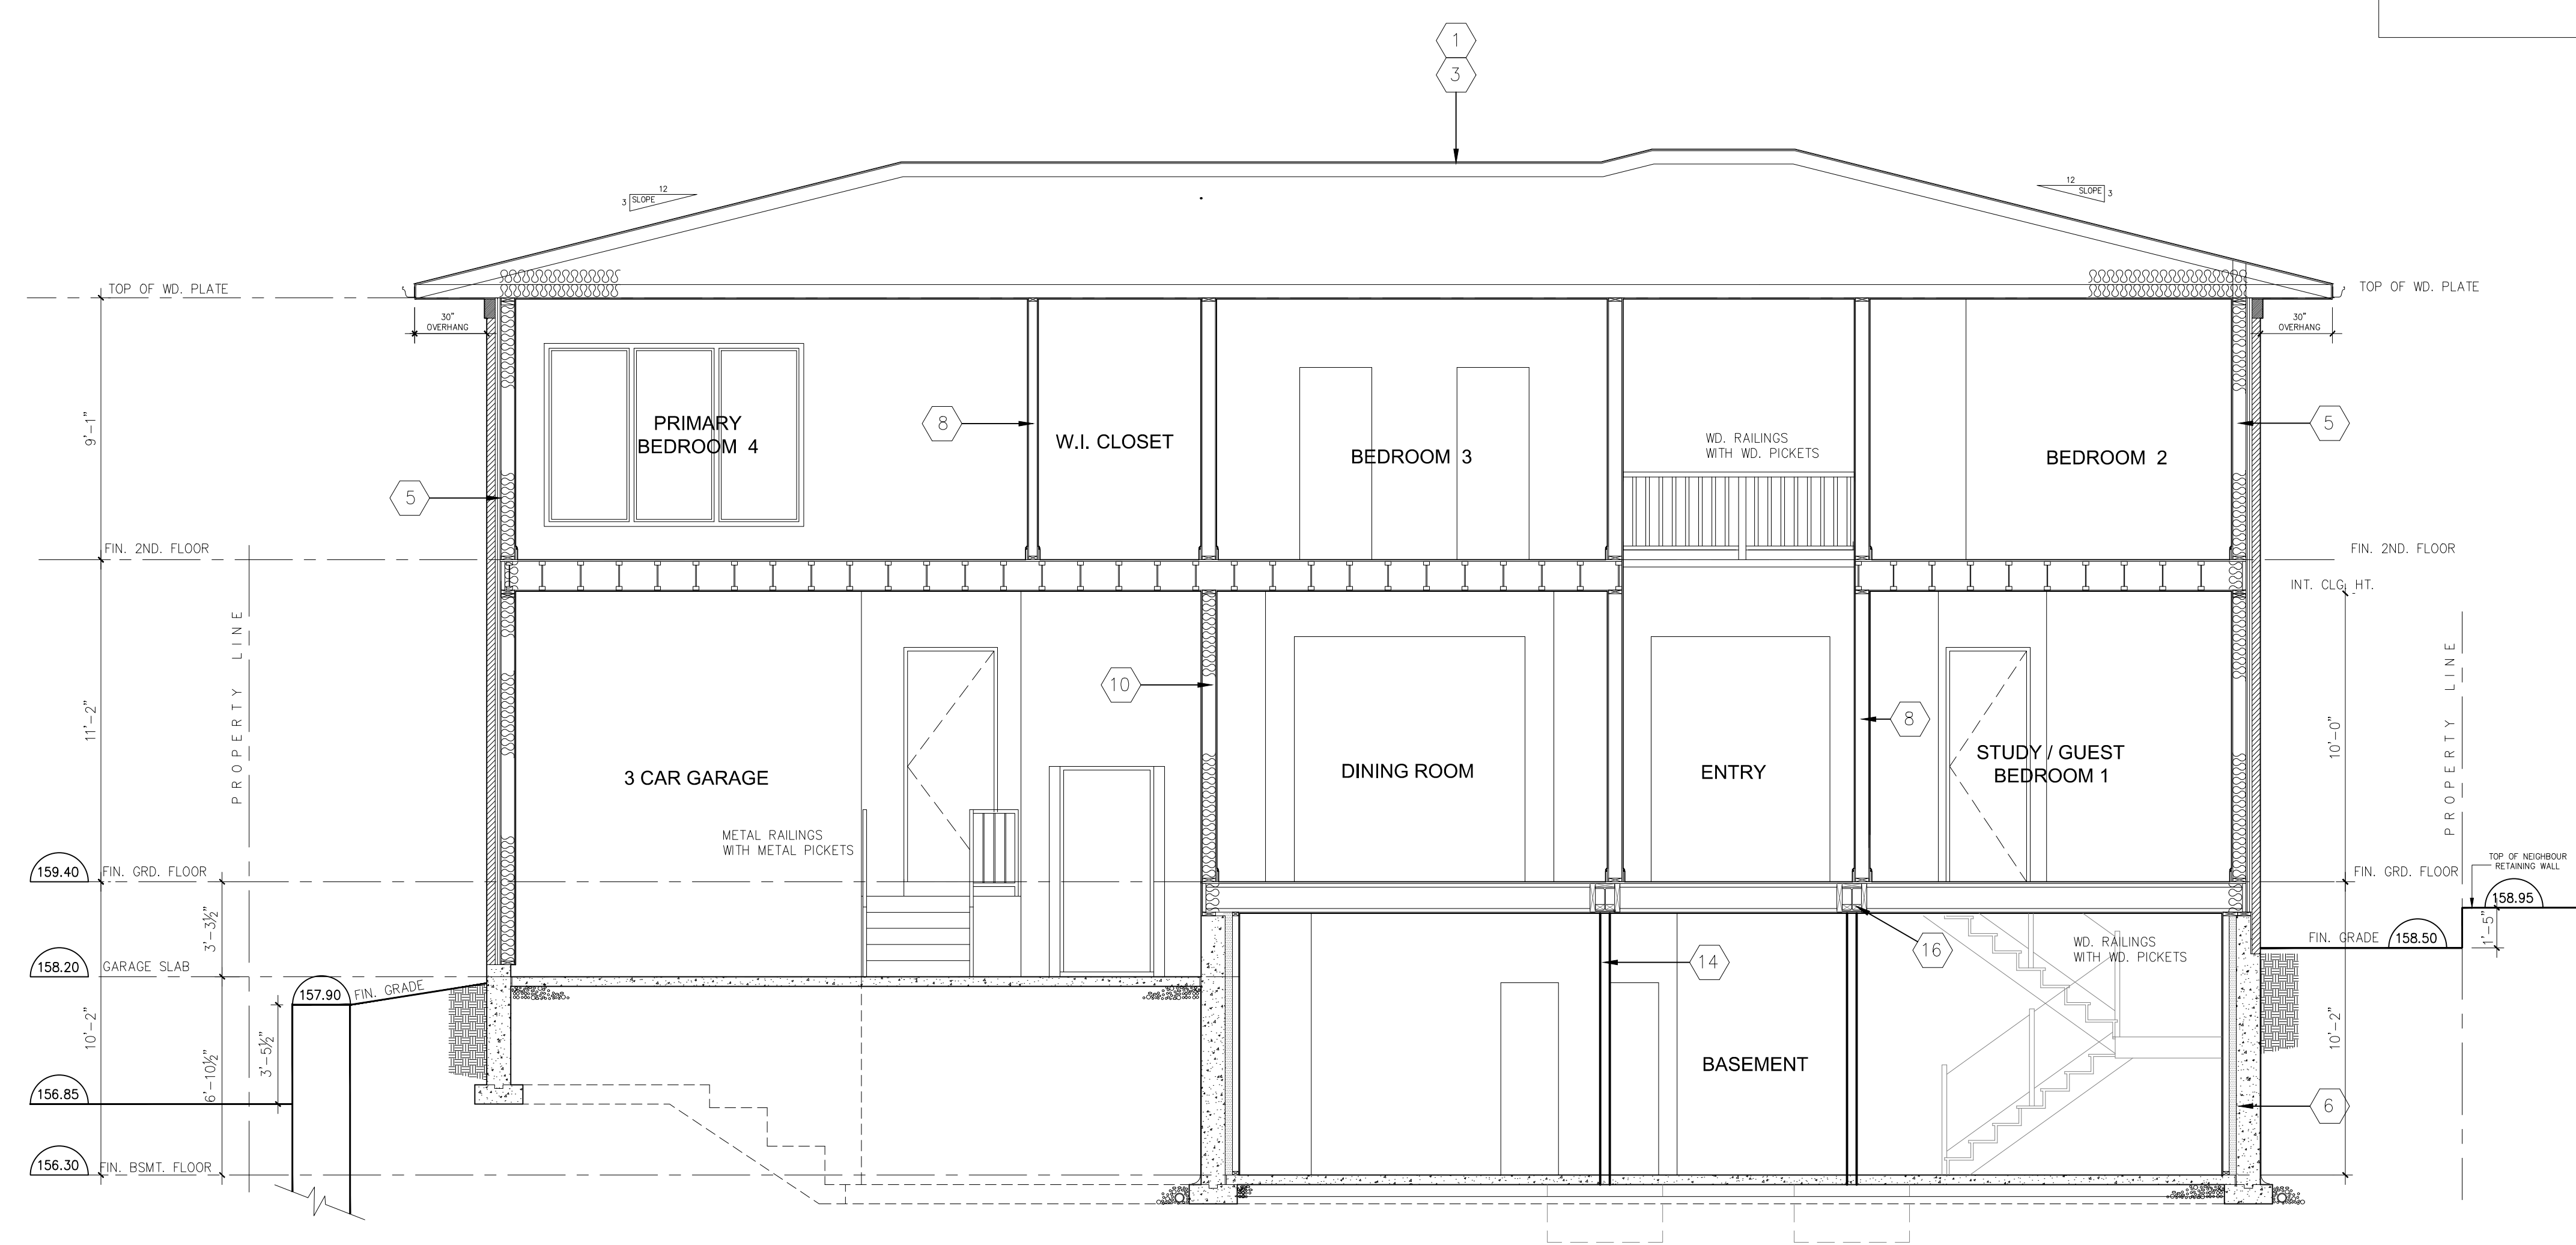 1
3
12
3
SLOPE
12
SLOPE
3
TOP OF WD. PLATE
TOP OF WD. PLATE
30"
OVERHANG
30"
OVERHANG
9'-1"
PRIMARY
BEDROOM 4
8
W.I. CLOSET
BEDROOM 3
WD. RAILINGS
WITH WD. PICKETS
BEDROOM 2
5
5
FIN. 2ND. FLOOR
FIN. 2ND. FLOOR
INT. CLG. HT.
PROPERTY LINE
PROPERTY LINE
11'-2"
10
8
10'-0"
3 CAR GARAGE
DINING ROOM
ENTRY
STUDY / GUEST
BEDROOM 1
METAL RAILINGS
WITH METAL PICKETS
159.40
FIN. GRD. FLOOR
FIN. GRD. FLOOR
TOP OF NEIGHBOUR
RETAINING WALL
158.95
1'-5"
3'-3½"
FIN. GRADE
158.50
158.20
GARAGE SLAB
14
16
WD. RAILINGS
WITH WD. PICKETS
157.90
FIN. GRADE
10'-2"
6'-10½"
3'-5½"
10'-2"
BASEMENT
156.85
6
156.30
FIN. BSMT. FLOOR